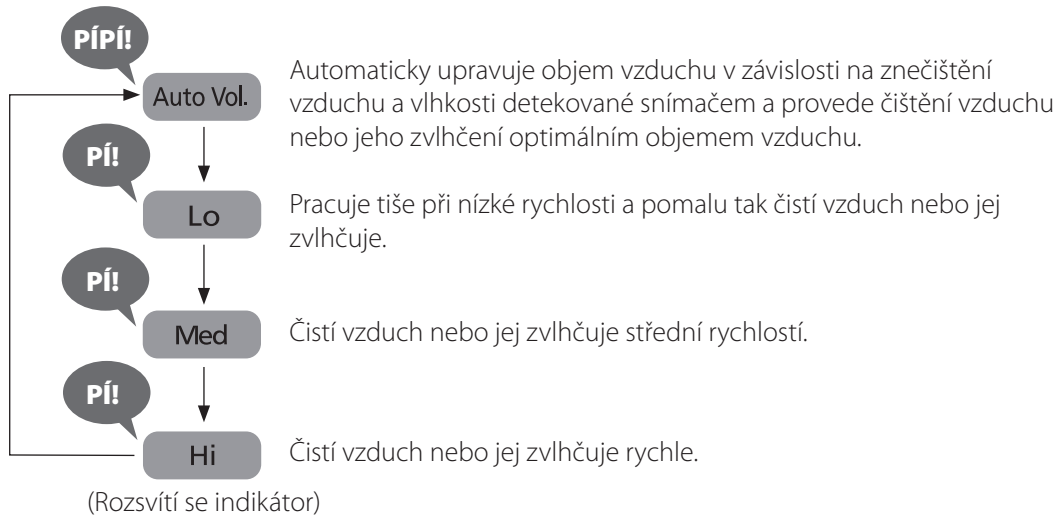 PÍPÍ!
Auto Vol.
Automaticky upravuje objem vzduchu v závislosti na znečištění
vzduchu a vlhkosti detekované snímačem a provede čištění vzduchu
nebo jeho zvlhčení optimálním objemem vzduchu.
PÍ!
Lo
Pracuje tiše při nízké rychlosti a pomalu tak čistí vzduch nebo jej
zvlhčuje.
PÍ!
Med
Čistí vzduch nebo jej zvlhčuje střední rychlostí.
PÍ!
Hi
Čistí vzduch nebo jej zvlhčuje rychle.
(Rozsvítí se indikátor)